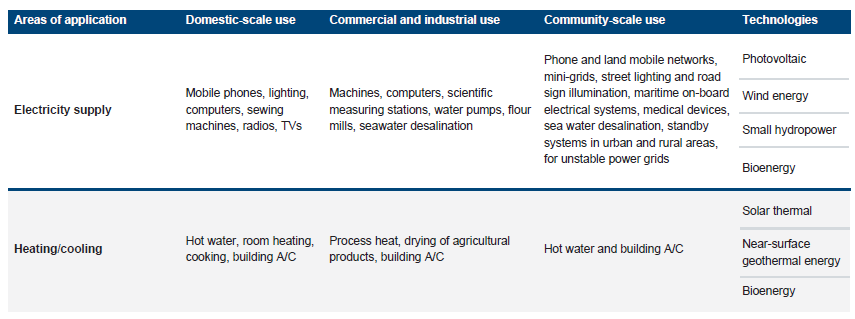 Areas of application
Domestic-scale use
Commercial and industrial use
Community-scale use
Technologies
Electricity supply
Mobile phones, lighting,
computers, sewing
machines, radios, TVs
Machines, computers, scientific
measuring stations, water pumps, flour
mills, seawater desalination
Phone and land mobile networks,
mini-grids, street lighting and road
sign illumination, maritime on-board
electrical systems, medical devices,
sea water desalination, standby
systems in urban and rural areas,
for unstable power grids
Photovoltaic
Wind energy
Small hydropower
Bioenergy
Heating/cooling
Hot water, room heating,
cooking, building A/C
Process heat, drying of agricultural
products, building A/C
Hot water and building A/C
Solar thermal
Near-surface
geothermal energy
Bioenergy